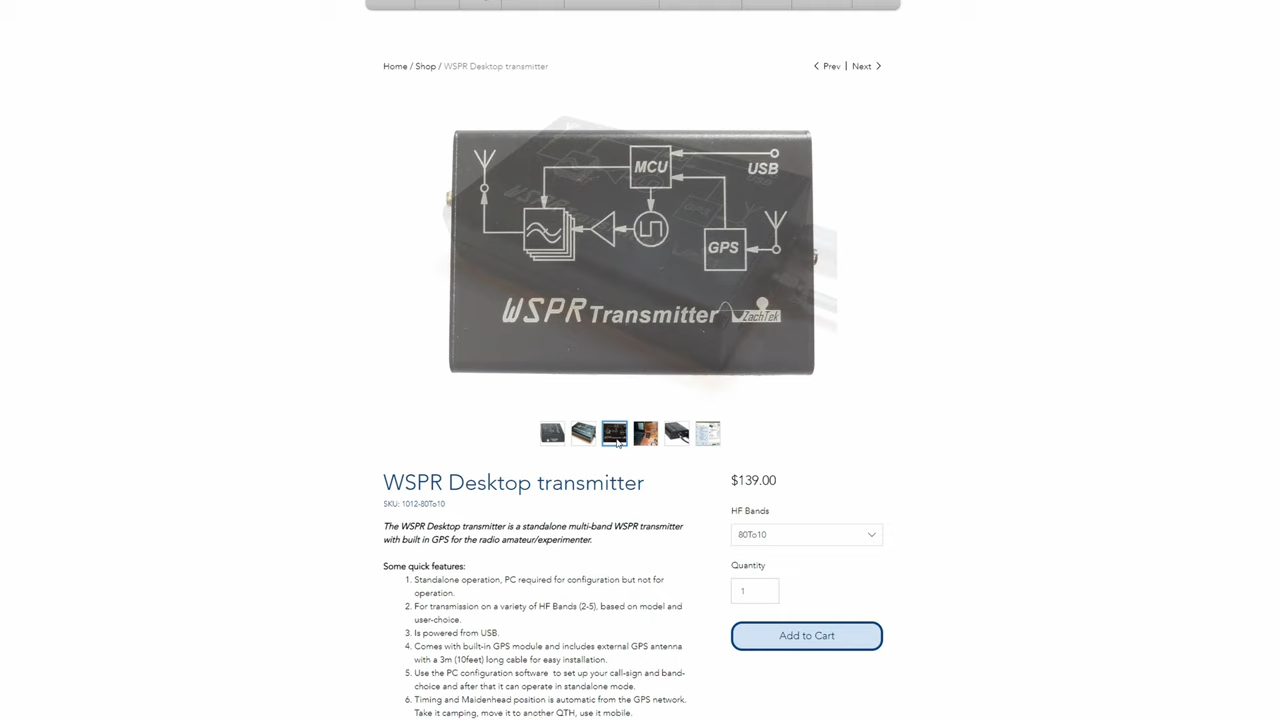 Home / Shop / WSPR Desktop transmitter
Prev | Next
MCU
USB
GPS
WSPR Transmitter
ZachTek
WSPR Desktop transmitter
SKU: 1012-80To10
The WSPR Desktop transmitter is a standalone multi-band WSPR transmitter
with built in GPS for the radio amateur/experimenter.
Some quick features:
1. Standalone operation, PC required for configuration but not for
operation.
2. For transmission on a variety of HF Bands (2-5), based on model and
user-choice.
3. Is powered from USB.
4. Comes with built-in GPS module and includes external GPS antenna
with a 3m (10feet) long cable for easy installation.
5. Use the PC configuration software to set up your call-sign and band-
choice and after that it can operate in standalone mode.
6. Timing and Maidenhead position is automatic from the GPS network.
Take it camping, move it to another QTH, use it mobile.
$139.00
HF Bands
80To10
Quantity
1
Add to Cart